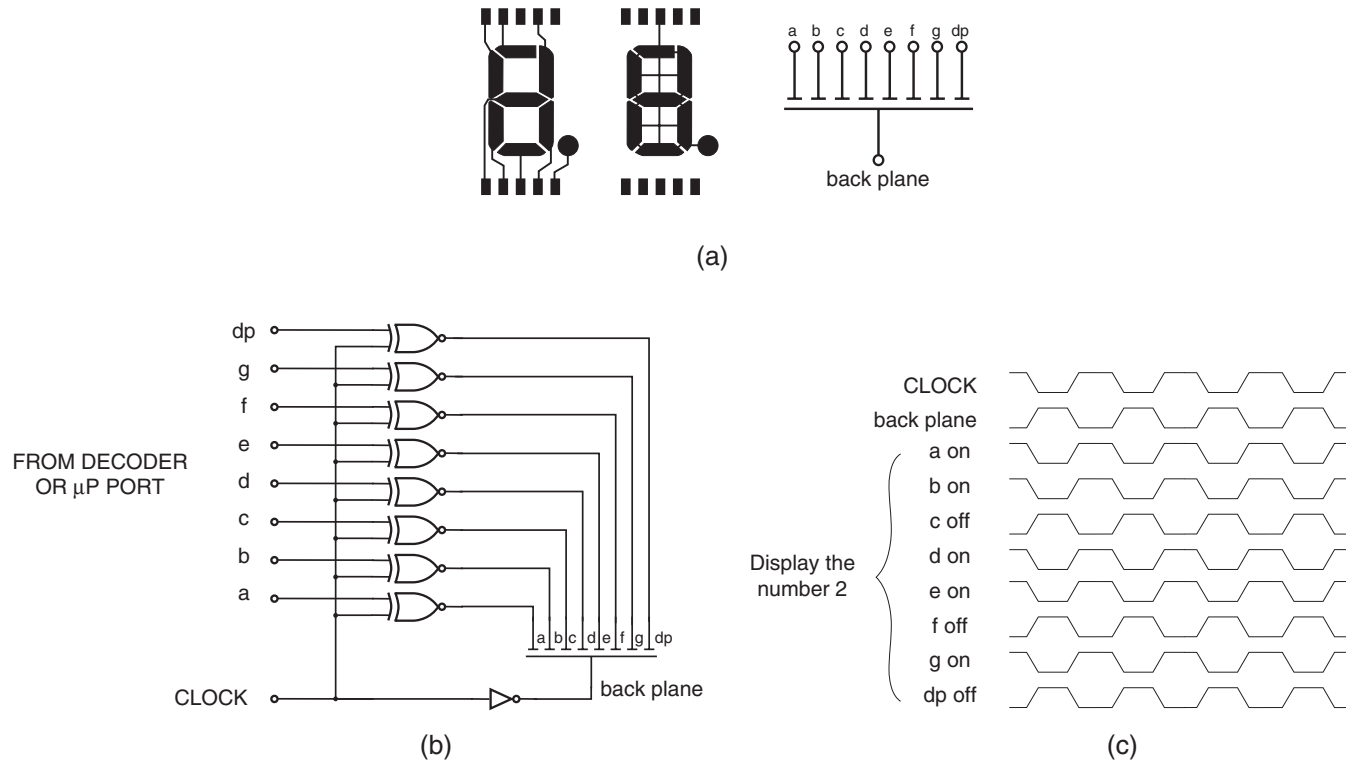 a b c d e f g dp
back plane
(a)
dp
g
f
e
d
c
b
a
FROM DECODER
OR μP PORT
a b c d e f g dp
back plane
CLOCK
(b)
CLOCK
back plane
a on
b on
c off
d on
e on
f off
g on
dp off
Display the
number 2
(c)